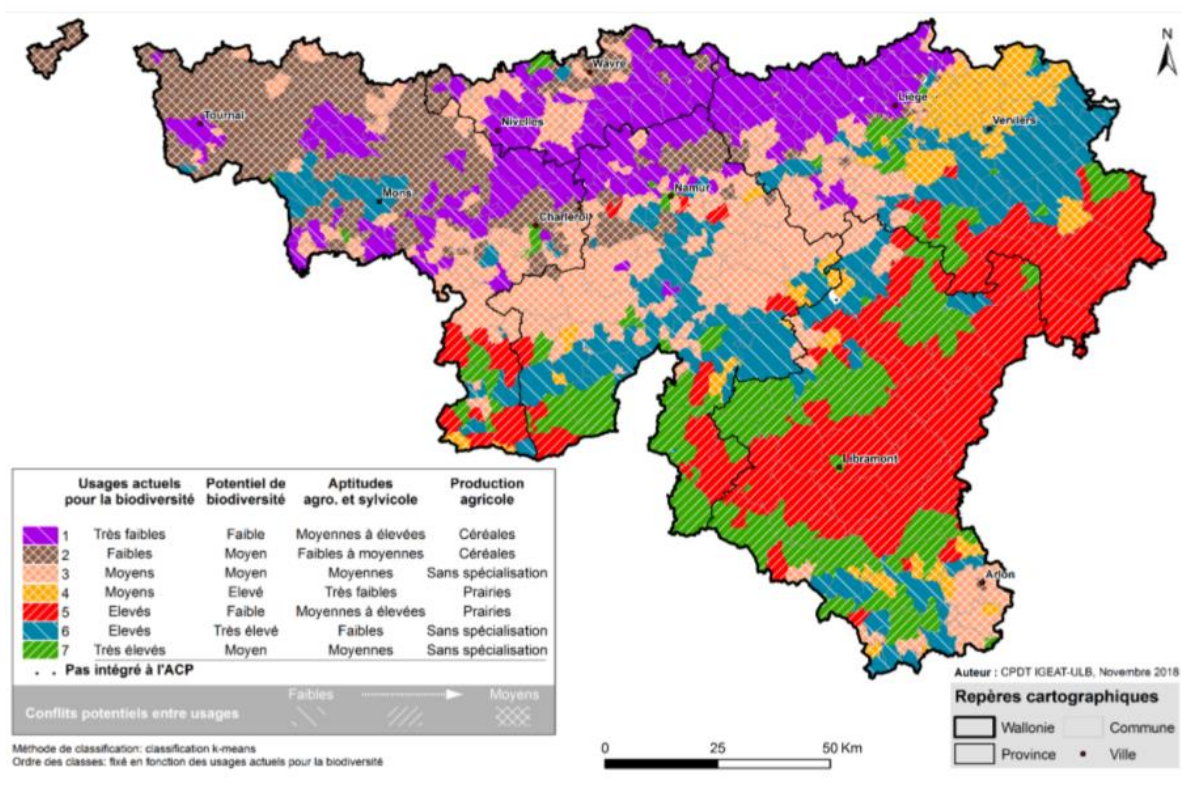 N
Wavre
Tournai
Nivelles
Liège
Verviers
Mons
Namur
Charleroi
Libramont
Arlon
Usages actuels pour la biodiversité Potentiel de biodiversité Aptitudes agro. et sylvicole Production agricole
1 Très faibles Faible Moyennes à élevées Céréales
2 Faibles Moyen Faibles à moyennes Céréales
3 Moyens Moyen Moyennes Sans spécialisation
4 Moyens Elevé Très faibles Prairies
5 Elevés Faible Moyennes à élevées Prairies
6 Elevés Très élevé Faibles Sans spécialisation
7 Très élevés Moyen Moyennes Sans spécialisation
Pas intégré à l'ACP
Faibles Moyens
Conflits potentiels entre usages
Méthode de classification: classification k-means
Ordre des classes: fixé en fonction des usages actuels pour la biodiversité
0 25 50 Km
Auteur : CPDT IGEAT-ULB, Novembre 2018
Repères cartographiques
Wallonie Commune
Province Ville